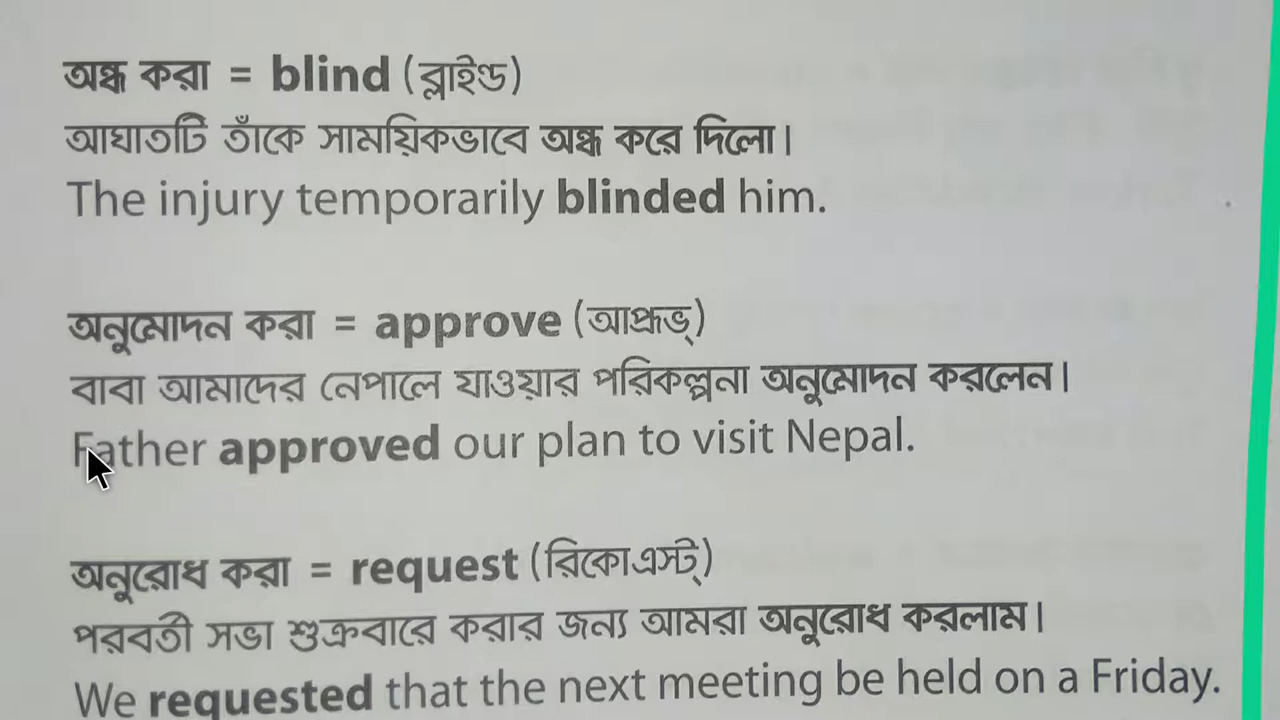 অন্ধ করা = blind (ব্লাইন্ড)
আঘাতটি তাঁকে সাময়িকভাবে অন্ধ করে দিলো।
The injury temporarily blinded him.
অনুমোদন করা = approve (আপ্রূভ্)
বাবা আমাদের নেপালে যাওয়ার পরিকল্পনা অনুমোদন করলেন।
Father approved our plan to visit Nepal.
অনুরোধ করা = request (রিকোএস্ট্)
পরবর্তী সভা শুক্রবারে করার জন্য আমরা অনুরোধ করলাম।
We requested that the next meeting be held on a Friday.